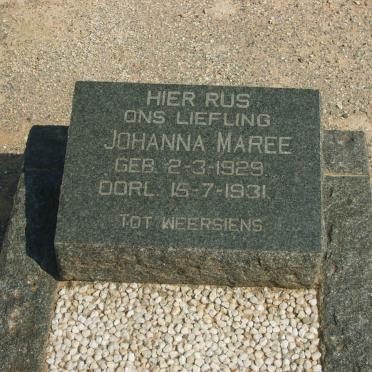 HIER RUS
ONS LIEFLING
JOHANNA MAREE
GEB. 2-3-1929.
OORL. 15-7-1931.
TOT WEERSIENS.